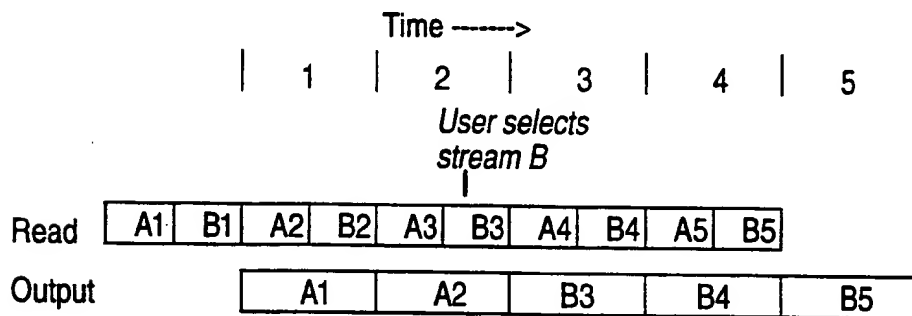 Time ------->
| 1 | 2 | 3 | 4 | 5
User selects
stream B
Read A1 B1 A2 B2 A3 B3 A4 B4 A5 B5
Output A1 A2 B3 B4 B5